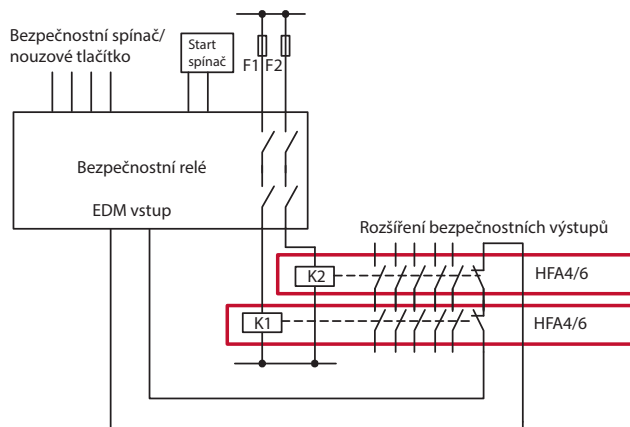 Bezpečnostní spínač/
nouzové tlačítko
Start
spínač
F1
F2
Bezpečnostní relé
EDM vstup
Rozšíření bezpečnostních výstupů
K2
HFA4/6
K1
HFA4/6